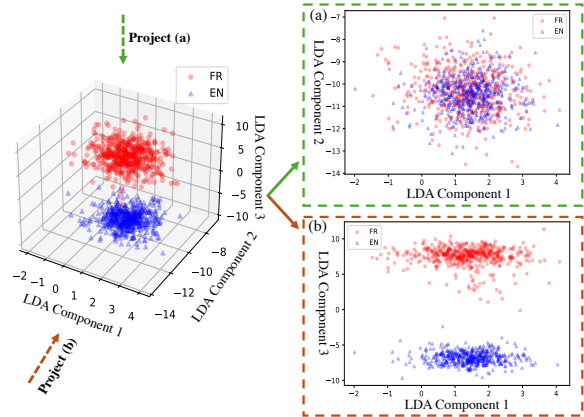 Project (a)
FR
EN
10
5
0
−5
−10
LDA Component 3
−2
−1
0
1
2
3
4
LDA Component 1
−14
−12
−10
−8
LDA Component 2
Project (b)
(a)
−7
−8
−9
−10
−11
−12
−13
−14
LDA Component 2
FR
EN
−2
−1
0
1
2
3
4
LDA Component 1
(b)
FR
EN
10
5
0
−5
−10
LDA Component 3
−2
−1
0
1
2
3
4
LDA Component 1